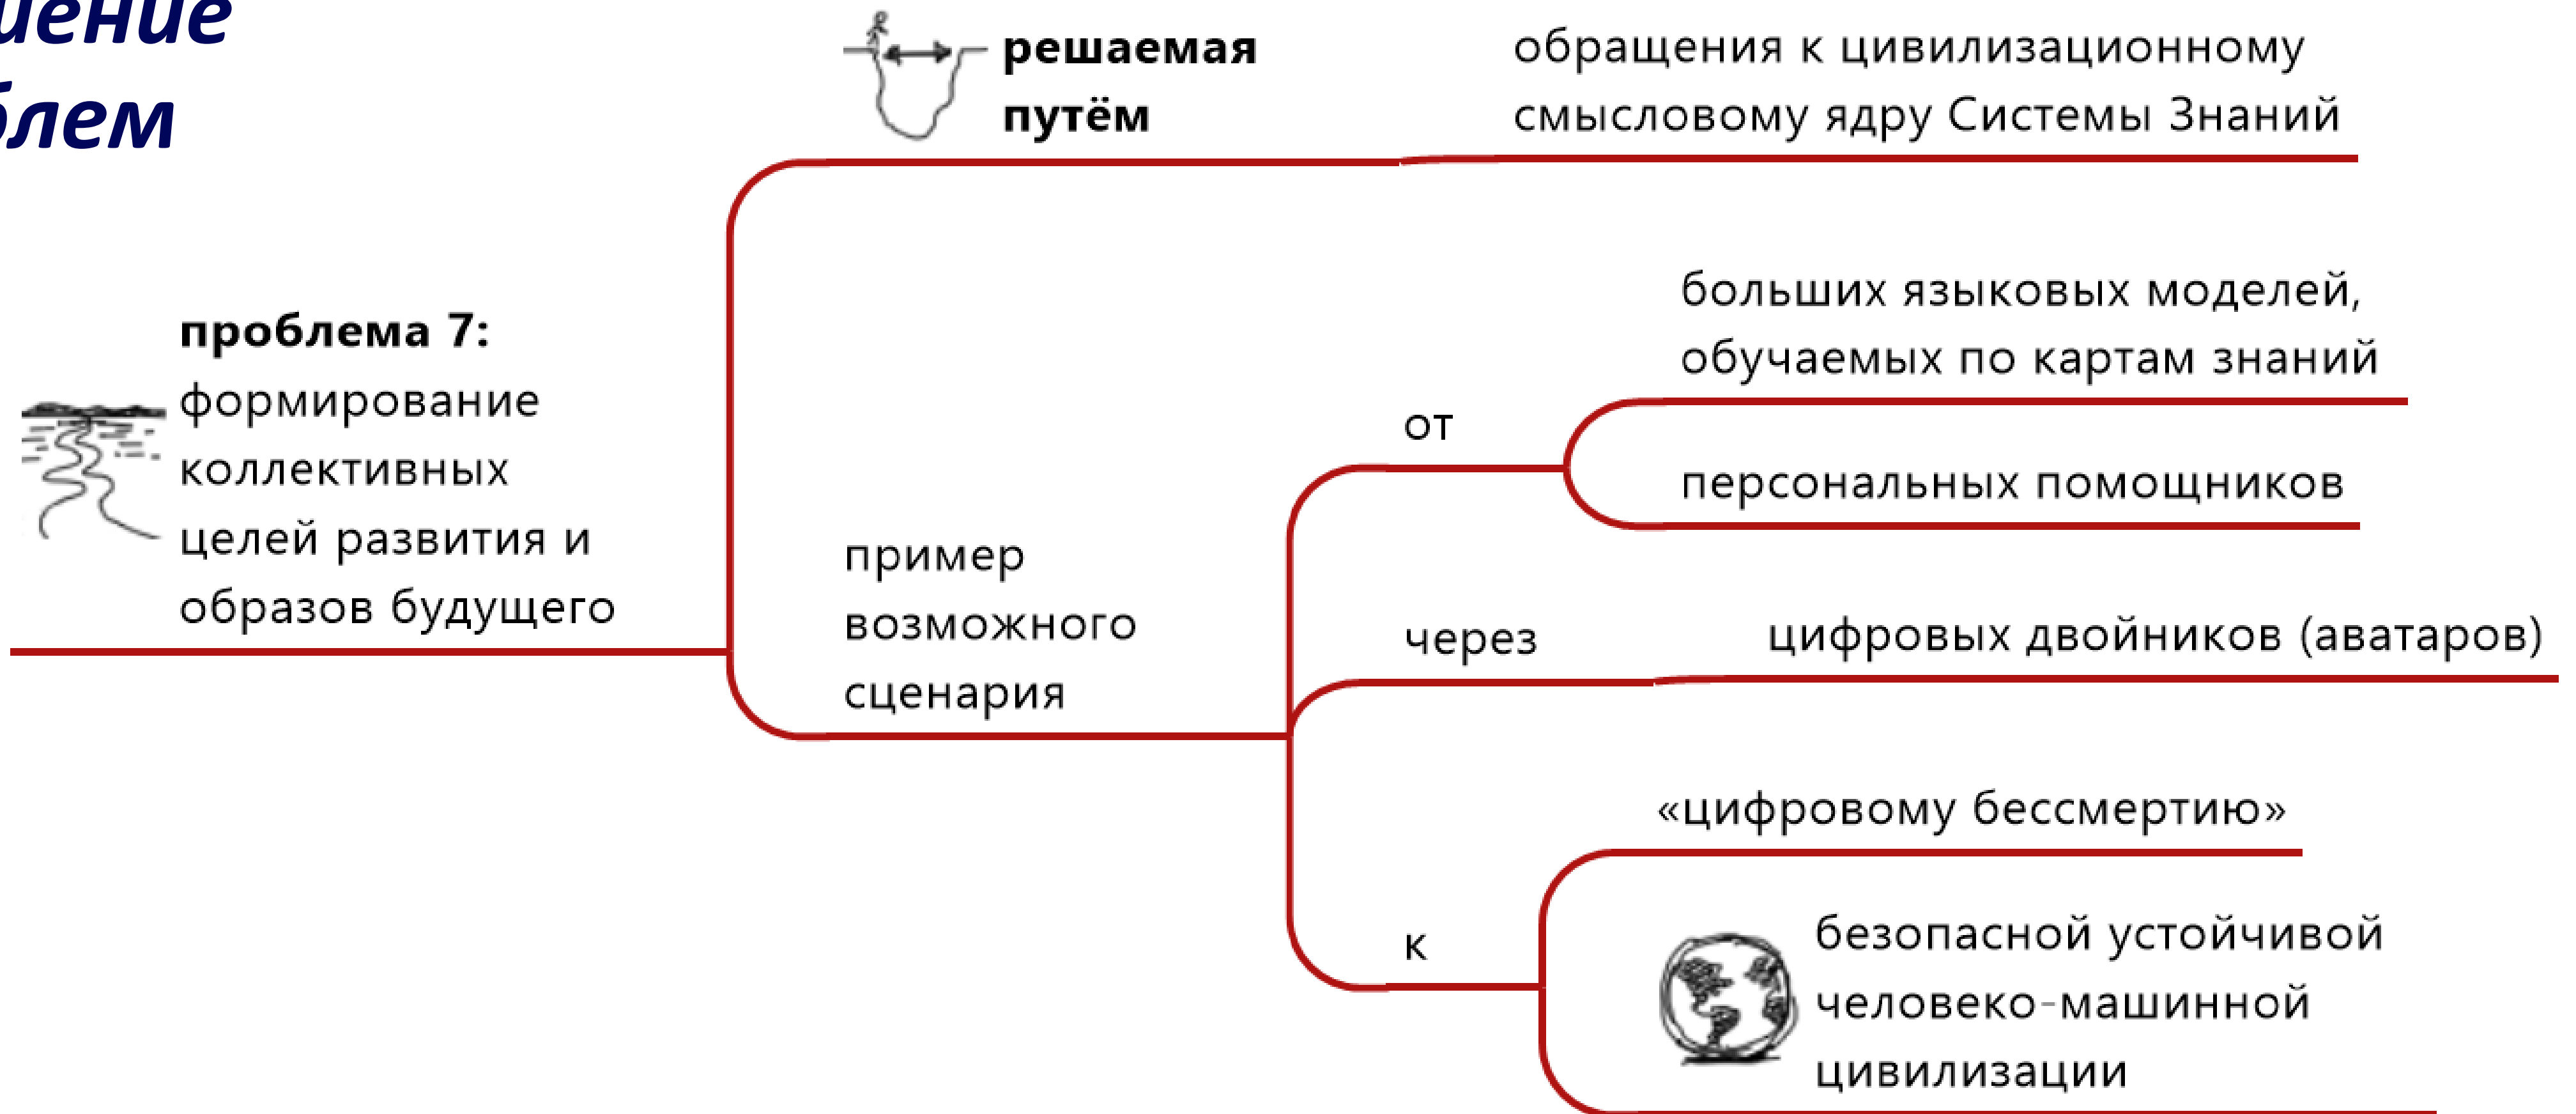 решаемая
путём
обращения к цивилизационному
смысловому ядру Системы Знаний
проблема 7:
формирование
коллективных
целей развития и
образов будущего
пример
возможного
сценария
от
больших языковых моделей,
обучаемых по картам знаний
персональных помощников
через
цифровых двойников (аватаров)
к
«цифровому бессмертию»
безопасной устойчивой
человеко-машинной
цивилизации